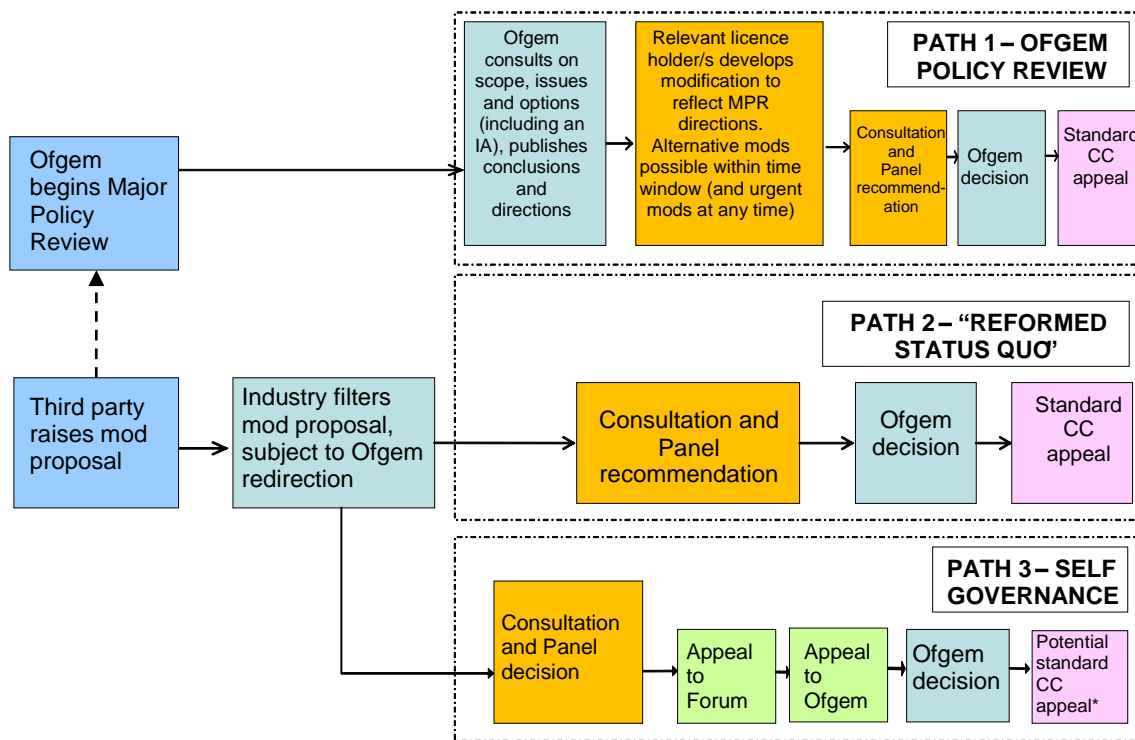 Ofgem
begins Major
Policy
Review
Third party
raises mod
proposal
Industry filters
mod proposal,
subject to Ofgem
redirection
PATH 1 – OFGEM
POLICY REVIEW
Ofgem
consults on
scope, issues
and options
(including an
IA), publishes
conclusions
and
directions
Relevant licence
holder/s develops
modification to
reflect MPR
directions.
Alternative mods
possible within time
window (and urgent
mods at any time)
Consultation
and
Panel
recommend-
ation
Ofgem
decision
Standard
CC
appeal
PATH 2 – “REFORMED
STATUS QUO”
Consultation and
Panel
recommendation
Ofgem
decision
Standard
CC
appeal
PATH 3 – SELF
GOVERNANCE
Consultation
and Panel
decision
Appeal
to
Forum
Appeal
to
Ofgem
Ofgem
decision
Potential
standard
CC
appeal*